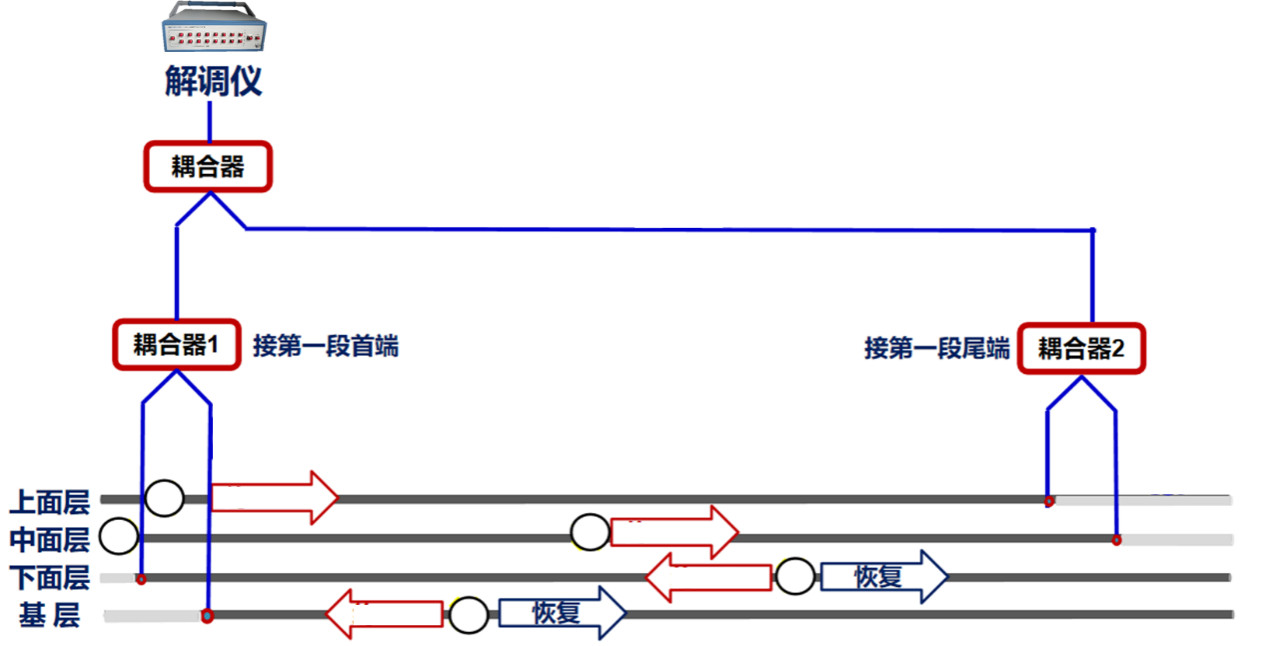 解调仪
耦合器
耦合器1
接第一段首端
接第一段尾端
耦合器2
上面层
中面层
下面层
恢复
基层
恢复